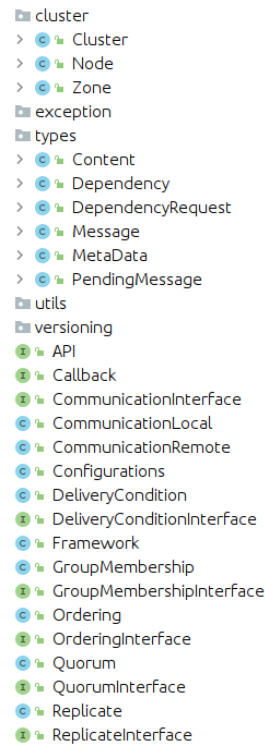 cluster
C Cluster
C Node
C Zone
exception
types
C Content
C Dependency
C DependencyRequest
C Message
C MetaData
C PendingMessage
utils
versioning
I API
I Callback
I CommunicationInterface
C CommunicationLocal
C CommunicationRemote
C Configurations
C DeliveryCondition
I DeliveryConditionInterface
C Framework
C GroupMembership
I GroupMembershipInterface
C Ordering
I OrderingInterface
C Quorum
I QuorumInterface
C Replicate
I ReplicateInterface